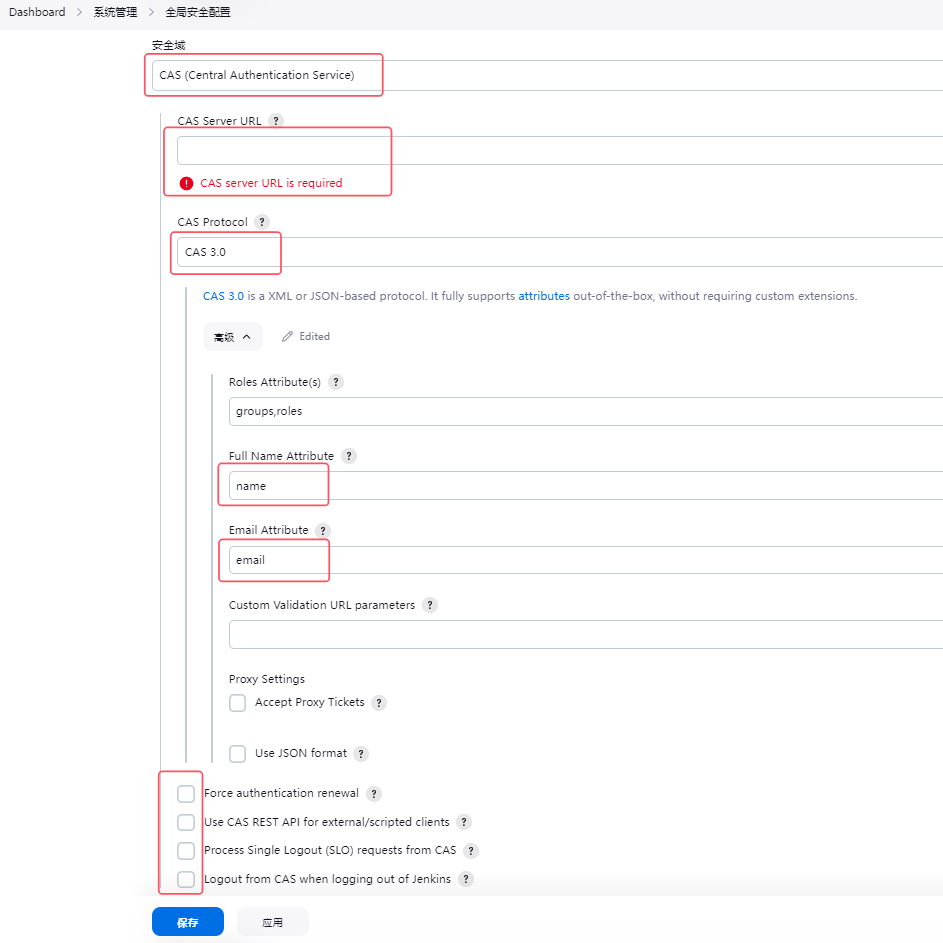 Dashboard > 系统管理 > 全局安全配置
安全域
CAS (Central Authentication Service)
CAS Server URL ?
! CAS server URL is required
CAS Protocol ?
CAS 3.0
CAS 3.0 is a XML or JSON-based protocol. It fully supports attributes out-of-the-box, without requiring custom extensions.
高级 Edited
Roles Attribute(s) ?
groups,roles
Full Name Attribute ?
name
Email Attribute ?
email
Custom Validation URL parameters ?
Proxy Settings
Accept Proxy Tickets ?
Use JSON format ?
Force authentication renewal ?
Use CAS REST API for external/scripted clients ?
Process Single Logout (SLO) requests from CAS ?
Logout from CAS when logging out of Jenkins ?
保存 应用